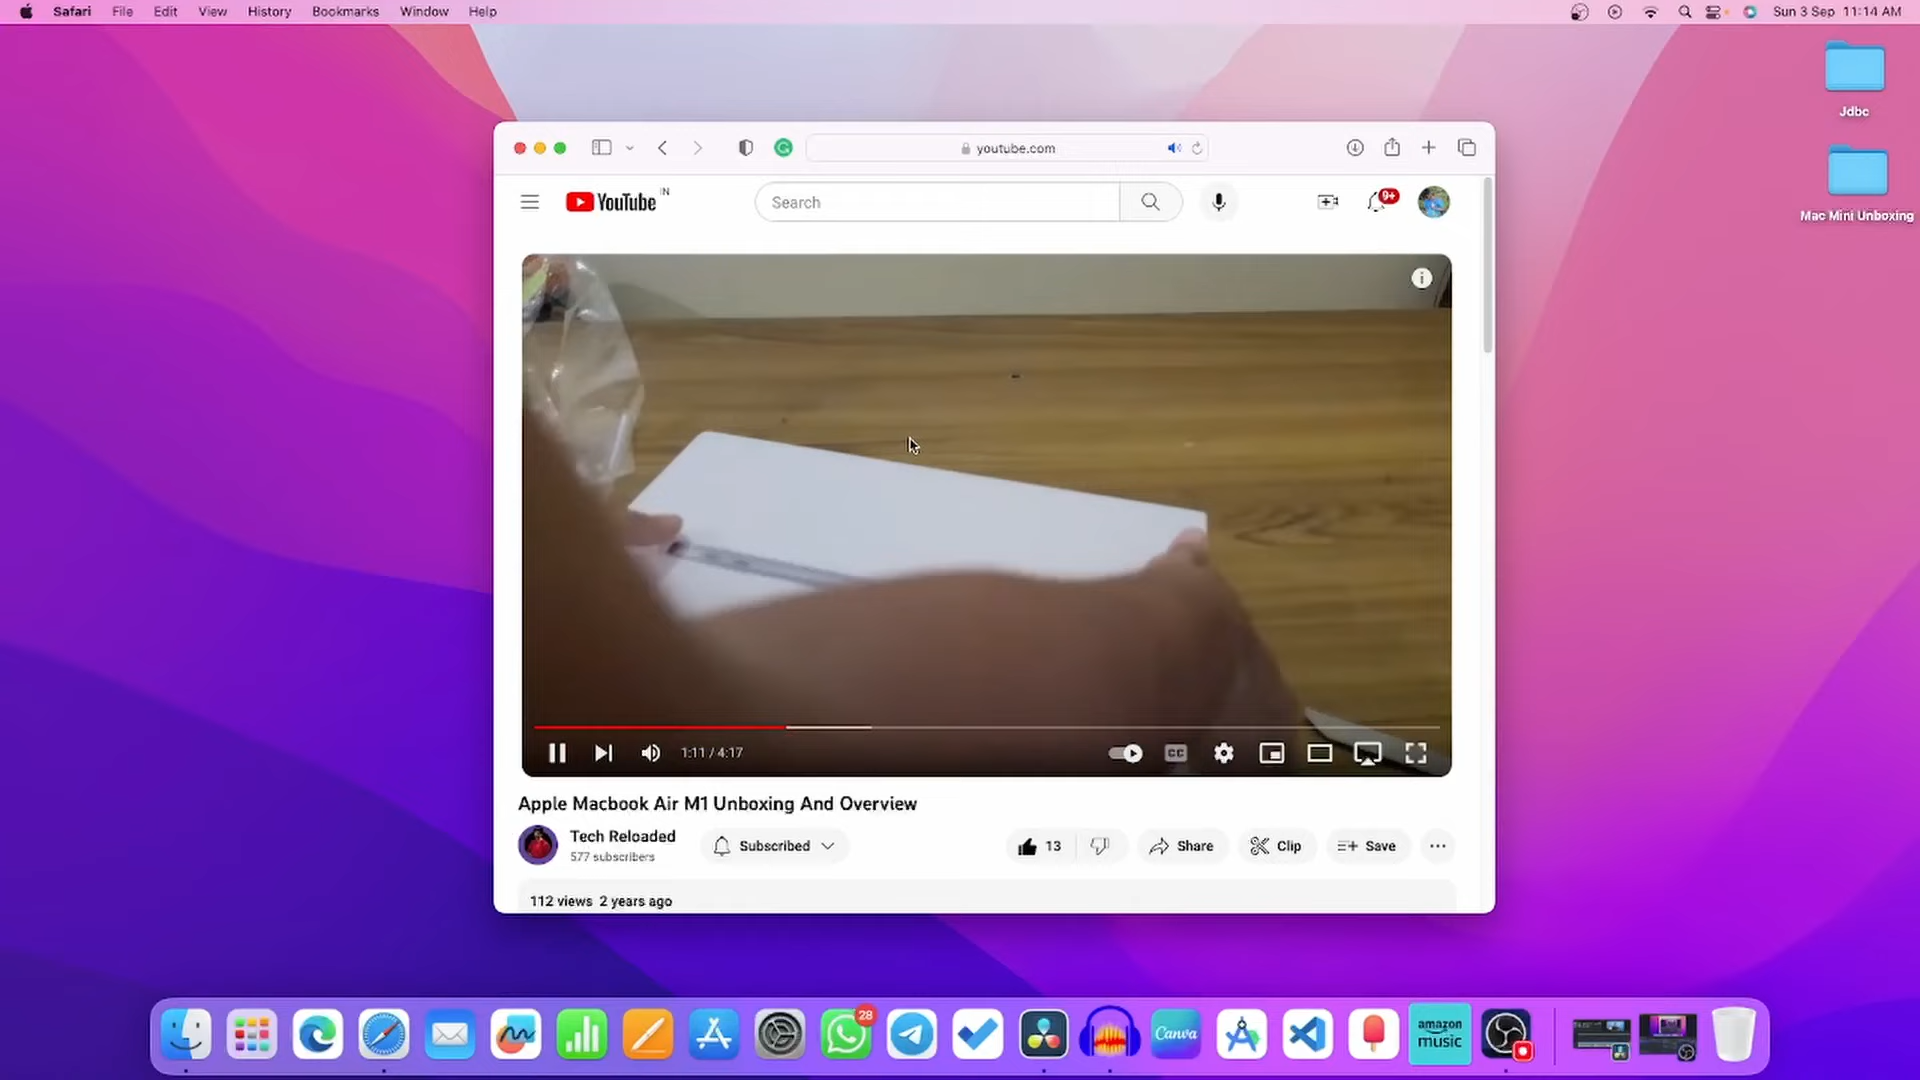 Safari File Edit View History Bookmarks Window Help
Sun 3 Sep 11:14 AM
Jdbc
Mac Mini Unboxing
youtube.com
YouTube IN
Search
9+
1:11 / 4:17
CC
Apple Macbook Air M1 Unboxing And Overview
Tech Reloaded
577 subscribers
Subscribed
13
Share
Clip
Save
112 views 2 years ago
28
Canva
amazon
music